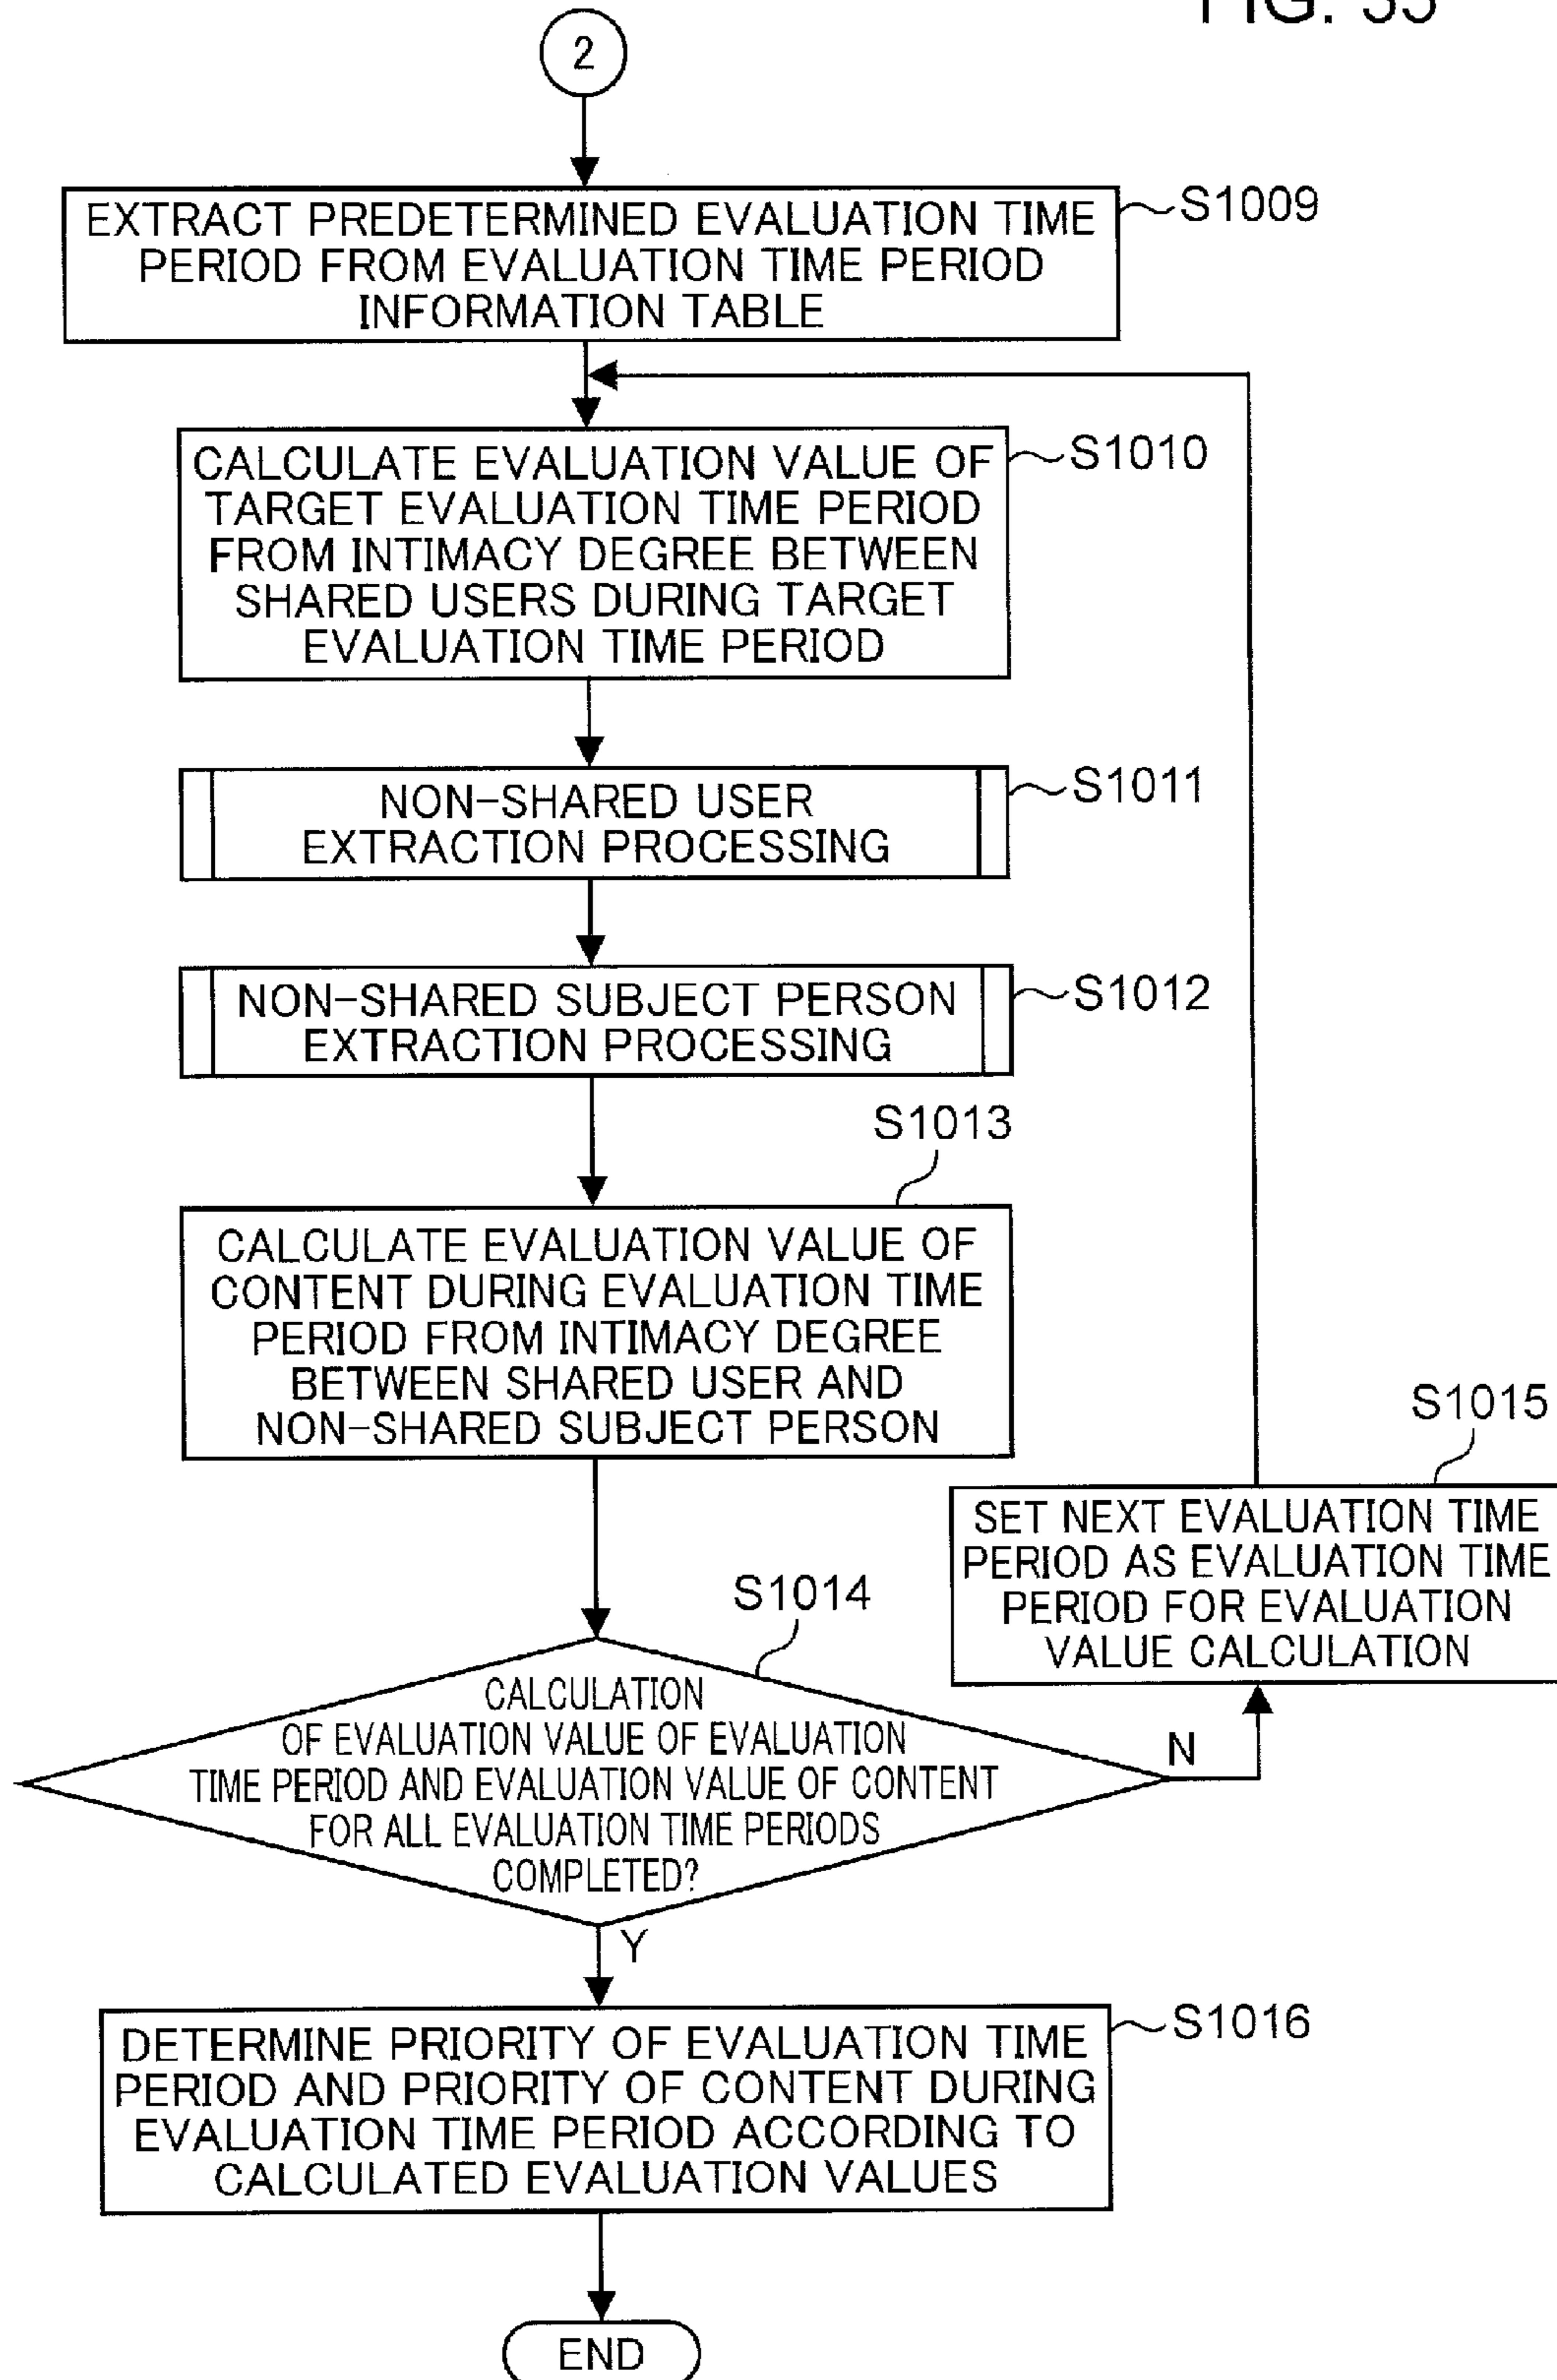 2
EXTRACT PREDETERMINED EVALUATION TIME
PERIOD FROM EVALUATION TIME PERIOD
INFORMATION TABLE
S1009
CALCULATE EVALUATION VALUE OF
TARGET EVALUATION TIME PERIOD
FROM INTIMACY DEGREE BETWEEN
SHARED USERS DURING TARGET
EVALUATION TIME PERIOD
S1010
NON-SHARED USER
EXTRACTION PROCESSING
S1011
NON-SHARED SUBJECT PERSON
EXTRACTION PROCESSING
S1012
S1013
CALCULATE EVALUATION VALUE OF
CONTENT DURING EVALUATION TIME
PERIOD FROM INTIMACY DEGREE
BETWEEN SHARED USER AND
NON-SHARED SUBJECT PERSON
S1015
SET NEXT EVALUATION TIME
PERIOD AS EVALUATION TIME
PERIOD FOR EVALUATION
VALUE CALCULATION
S1014
CALCULATION
OF EVALUATION VALUE OF EVALUATION
TIME PERIOD AND EVALUATION VALUE OF CONTENT
FOR ALL EVALUATION TIME PERIODS
COMPLETED?
N
Y
DETERMINE PRIORITY OF EVALUATION TIME
PERIOD AND PRIORITY OF CONTENT DURING
EVALUATION TIME PERIOD ACCORDING TO
CALCULATED EVALUATION VALUES
S1016
END